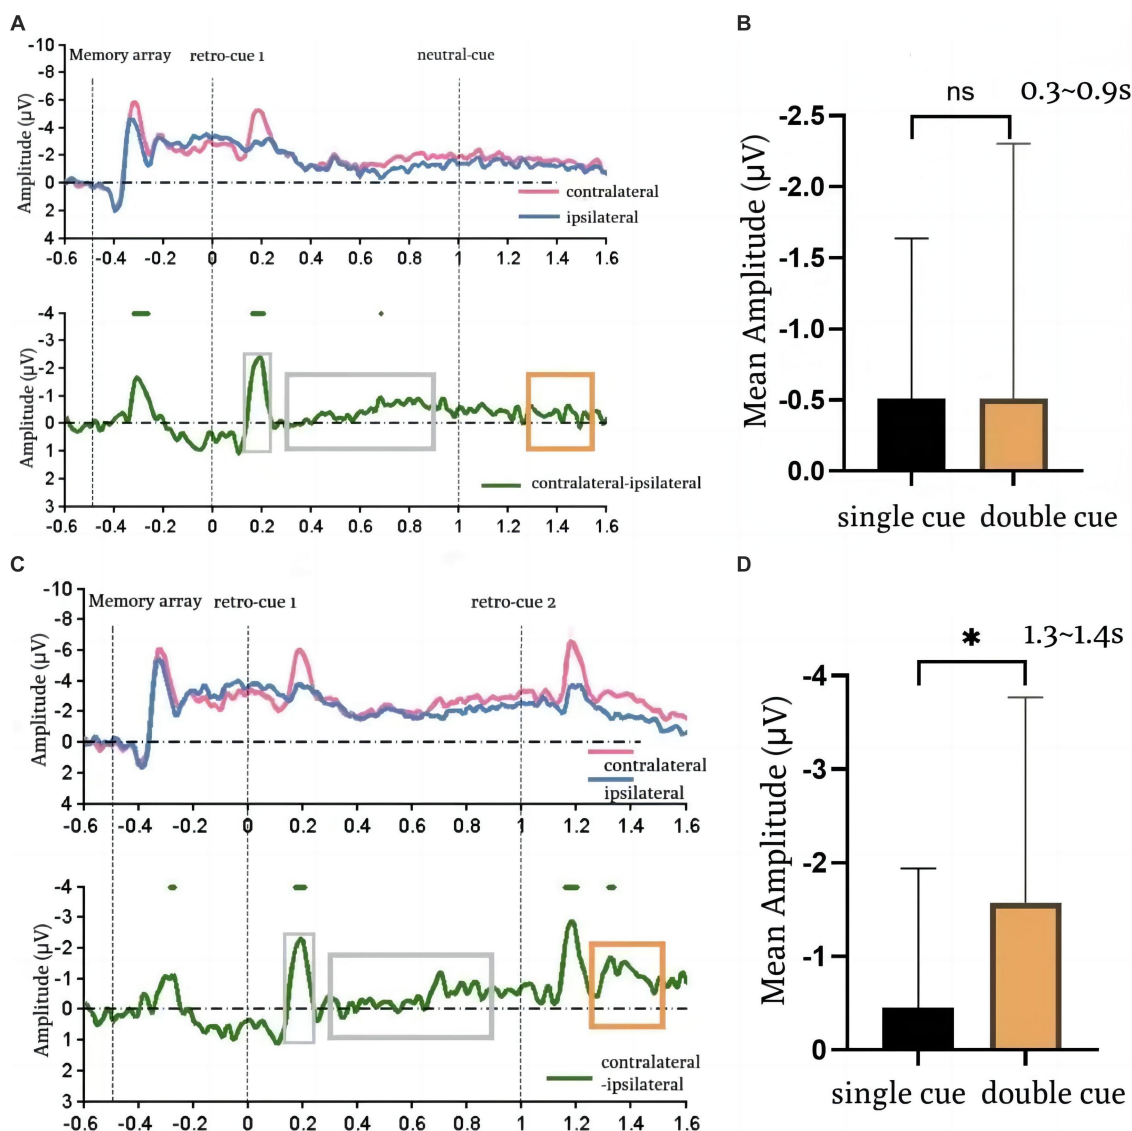 A
Memory array retro-cue 1 neutral-cue
Amplitude (µV)
-10
-8
-6
-4
-2
0
2
4
-0.6 -0.4 -0.2 0 0.2 0.4 0.6 0.8 1 1.2 1.4 1.6
contralateral
ipsilateral
Amplitude (µV)
-4
-3
-2
-1
0
1
2
3
-0.6 -0.4 -0.2 0 0.2 0.4 0.6 0.8 1 1.2 1.4 1.6
contralateral-ipsilateral
B
ns 0.3~0.9s
Mean Amplitude (µV)
-2.5
-2.0
-1.5
-1.0
-0.5
0.0
single cue double cue
C
Memory array retro-cue 1 retro-cue 2
Amplitude (µV)
-10
-8
-6
-4
-2
0
2
4
-0.6 -0.4 -0.2 0 0.2 0.4 0.6 0.8 1 1.2 1.4 1.6
contralateral
ipsilateral
Amplitude (µV)
-4
-3
-2
-1
0
1
2
3
-0.6 -0.4 -0.2 0 0.2 0.4 0.6 0.8 1 1.2 1.4 1.6
contralateral
-ipsilateral
D
* 1.3~1.4s
Mean Amplitude (µV)
-4
-3
-2
-1
0
single cue double cue